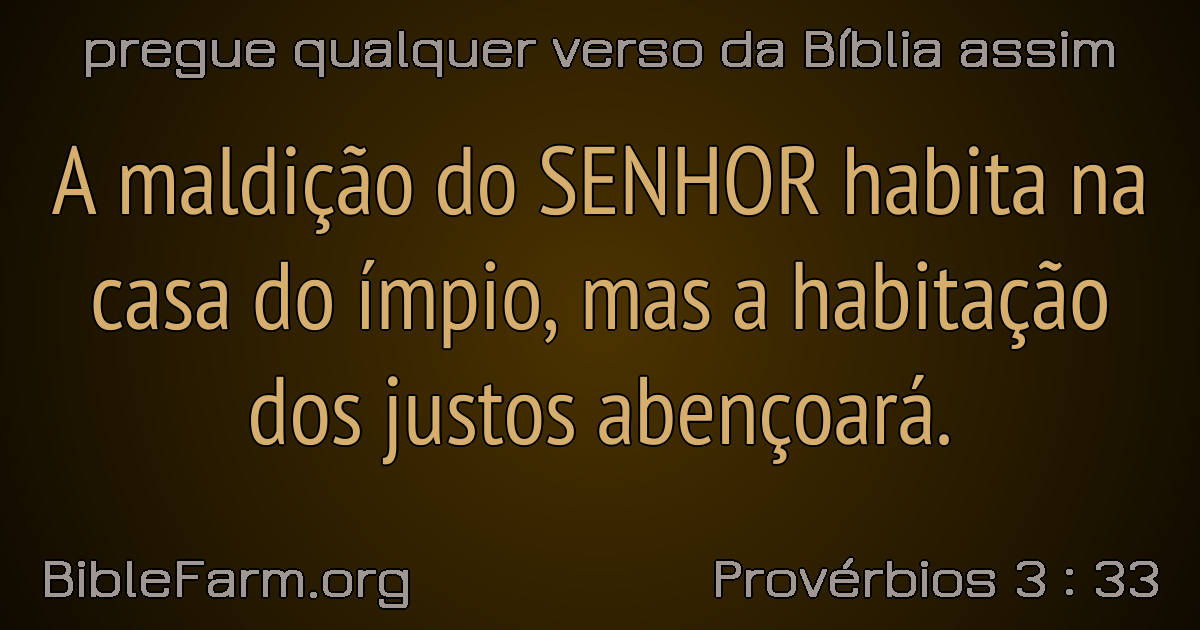 pregue qualquer verso da Bíblia assim
A maldição do SENHOR habita na
casa do ímpio, mas a habitação
dos justos abençoará.
BibleFarm.org
Provérbios 3 : 33